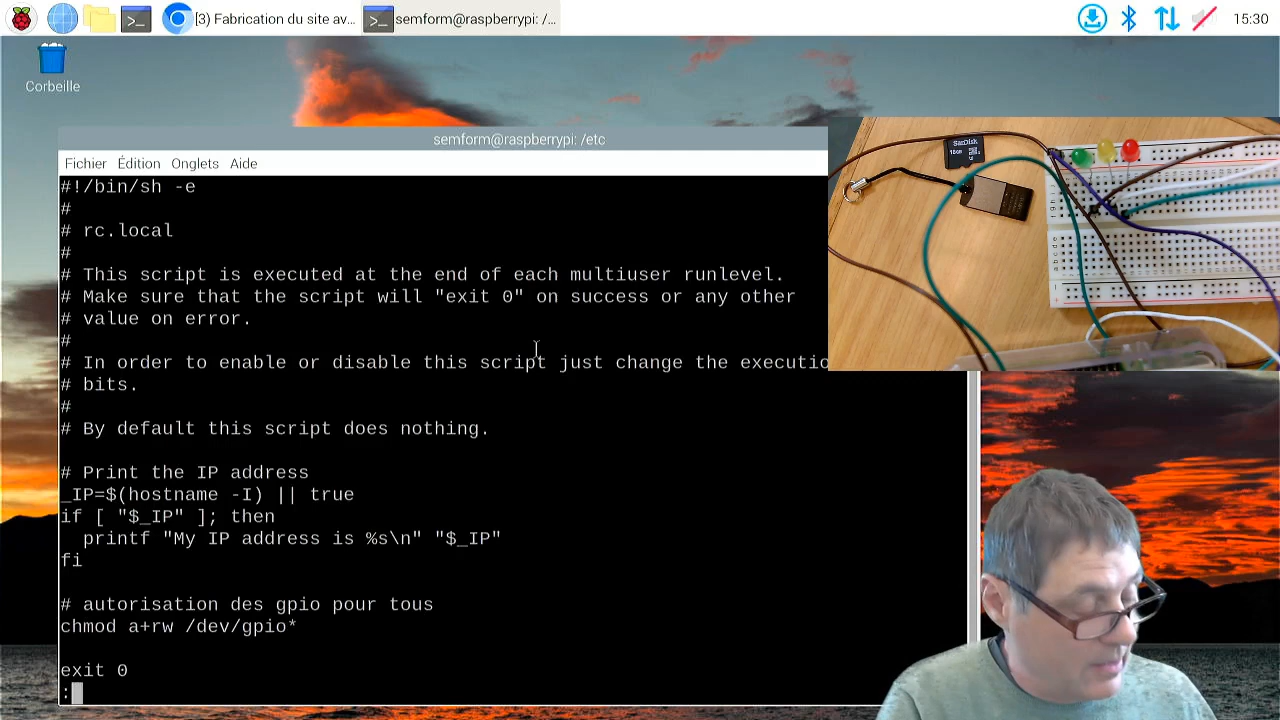 [3] Fabrication du site av...
semform@raspberrypi: /...
15:30
Corbeille
semform@raspberrypi: /etc
Fichier Édition Onglets Aide
#!/bin/sh -e
#
# rc.local
#
# This script is executed at the end of each multiuser runlevel.
# Make sure that the script will "exit 0" on success or any other
# value on error.
#
# In order to enable or disable this script just change the executio
# bits.
#
# By default this script does nothing.
# Print the IP address
_IP=$(hostname -I) || true
if [ "$_IP" ]; then
  printf "My IP address is %s\n" "$_IP"
fi
# autorisation des gpio pour tous
chmod a+rw /dev/gpio*
exit 0
:
SanDisk